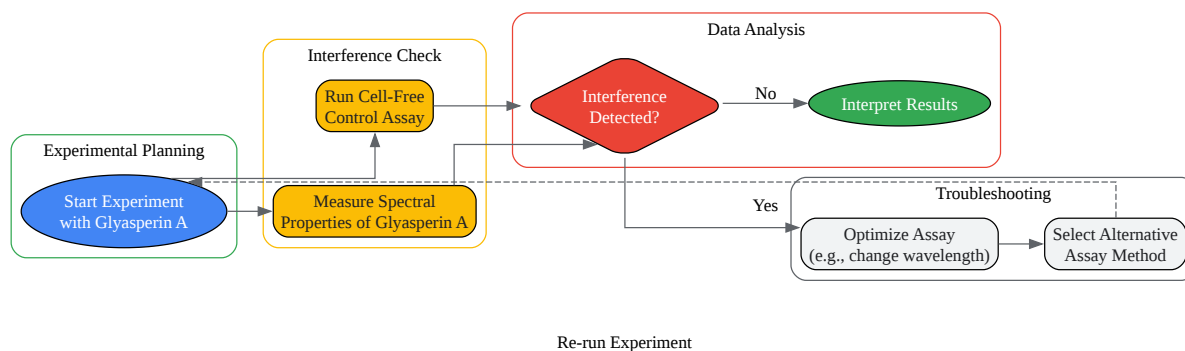 Data Analysis
Interference Check
Run Cell-Free
Control Assay
Interference
Detected?
No
Interpret Results
Experimental Planning
Start Experiment
with Glyasperin A
Measure Spectral
Properties of Glyasperin A
Yes
Troubleshooting
Optimize Assay
(e.g., change wavelength)
Select Alternative
Assay Method
Re-run Experiment